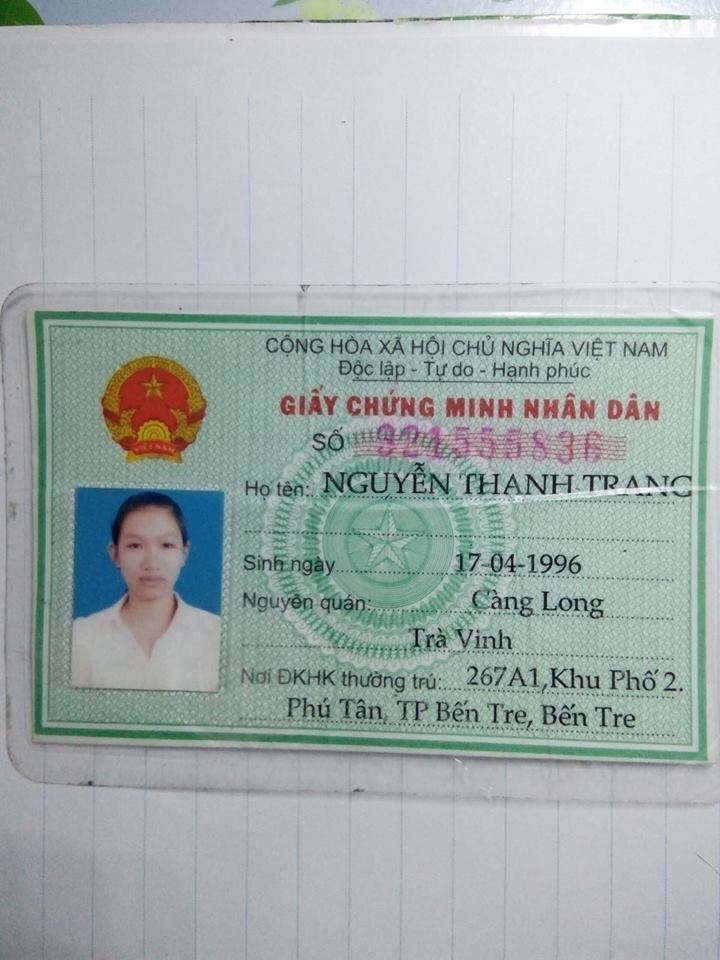 CỘNG HÒA XÃ HỘI CHỦ NGHĨA VIỆT NAM
Độc lập - Tự do - Hạnh phúc
GIẤY CHỨNG MINH NHÂN DÂN
SỐ 321555836
Họ tên: NGUYỄN THANH TRANG
Sinh ngày 17-04-1996
Nguyên quán: Càng Long
Trà Vinh
Nơi ĐKHK thường trú: 267A1,Khu Phố 2.
Phú Tân, TP Bến Tre, Bến Tre
VIỆT NAM